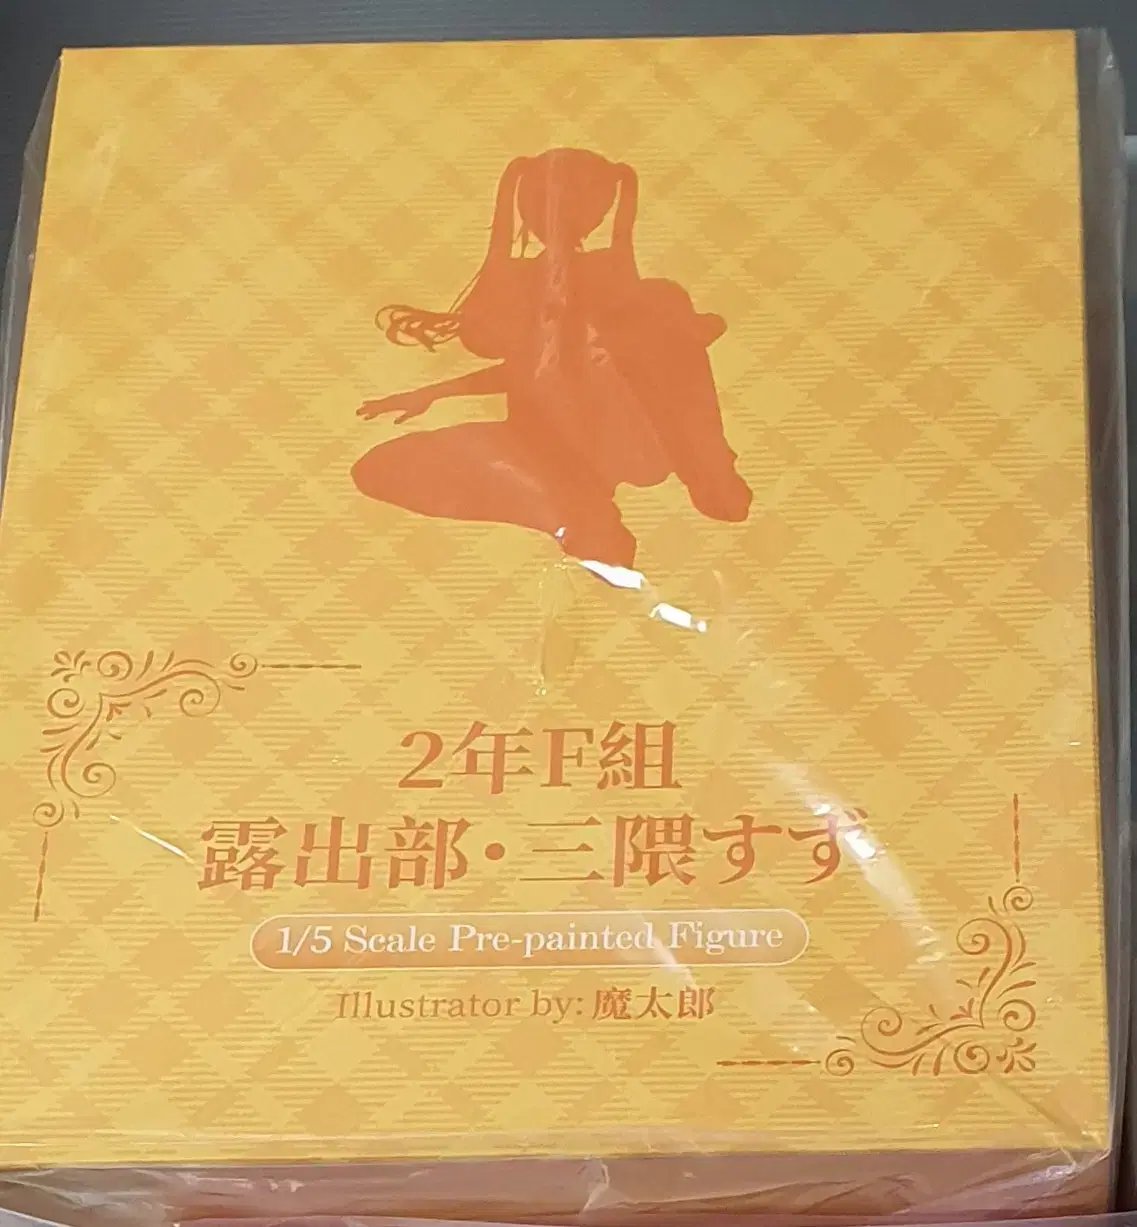 2年F組
露出部・三隈すず
1/5 Scale Pre-painted Figure
Illustrator by: 魔太郎